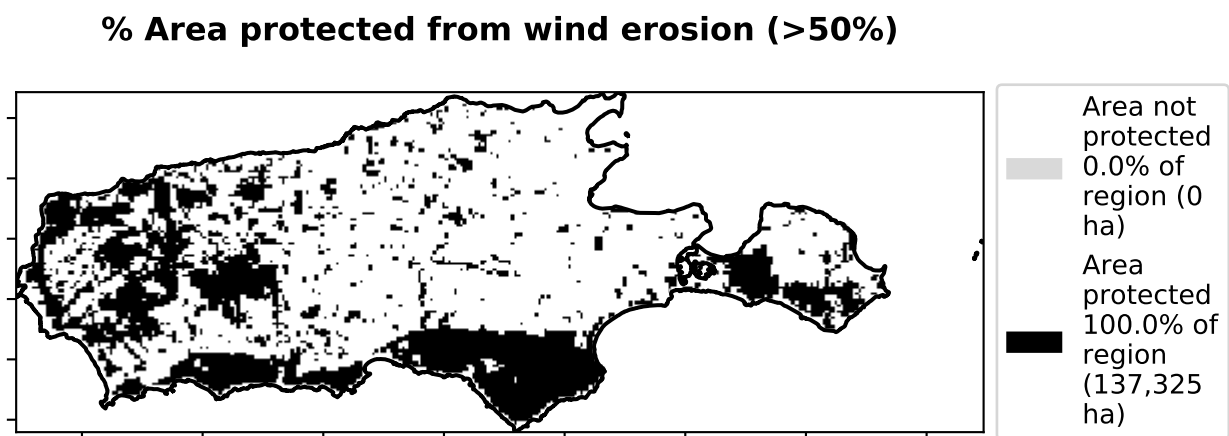 % Area protected from wind erosion (>50%)
Area not
protected
0.0% of
region (0
ha)
Area
protected
100.0% of
region
(137,325
ha)